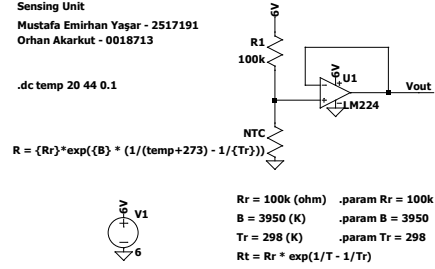 Sensing Unit
Mustafa Emirhan Yaşar - 2517191
Orhan Akarkut - 0018713
.dc temp 20 44 0.1
6V
R1
100k
6V
U1
Vout
LM224
NTC
R = {Rr}*exp({B} * (1/(temp+273) - 1/{Tr}))
6V
V1
6
Rr = 100k (ohm) .param Rr = 100k
B = 3950 (K) .param B = 3950
Tr = 298 (K) .param Tr = 298
Rt = Rr * exp(1/T - 1/Tr)